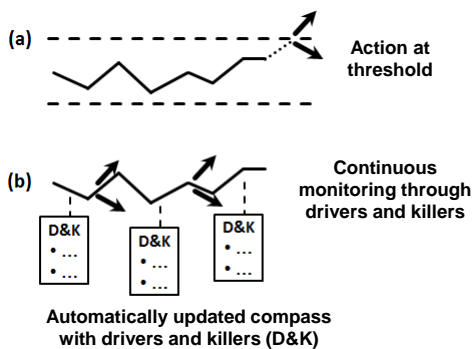 (a)
Action at
threshold
(b)
Continuous
monitoring through
drivers and killers
D&K
• ...
• ...
D&K
• ...
• ...
D&K
• ...
• ...
Automatically updated compass
with drivers and killers (D&K)